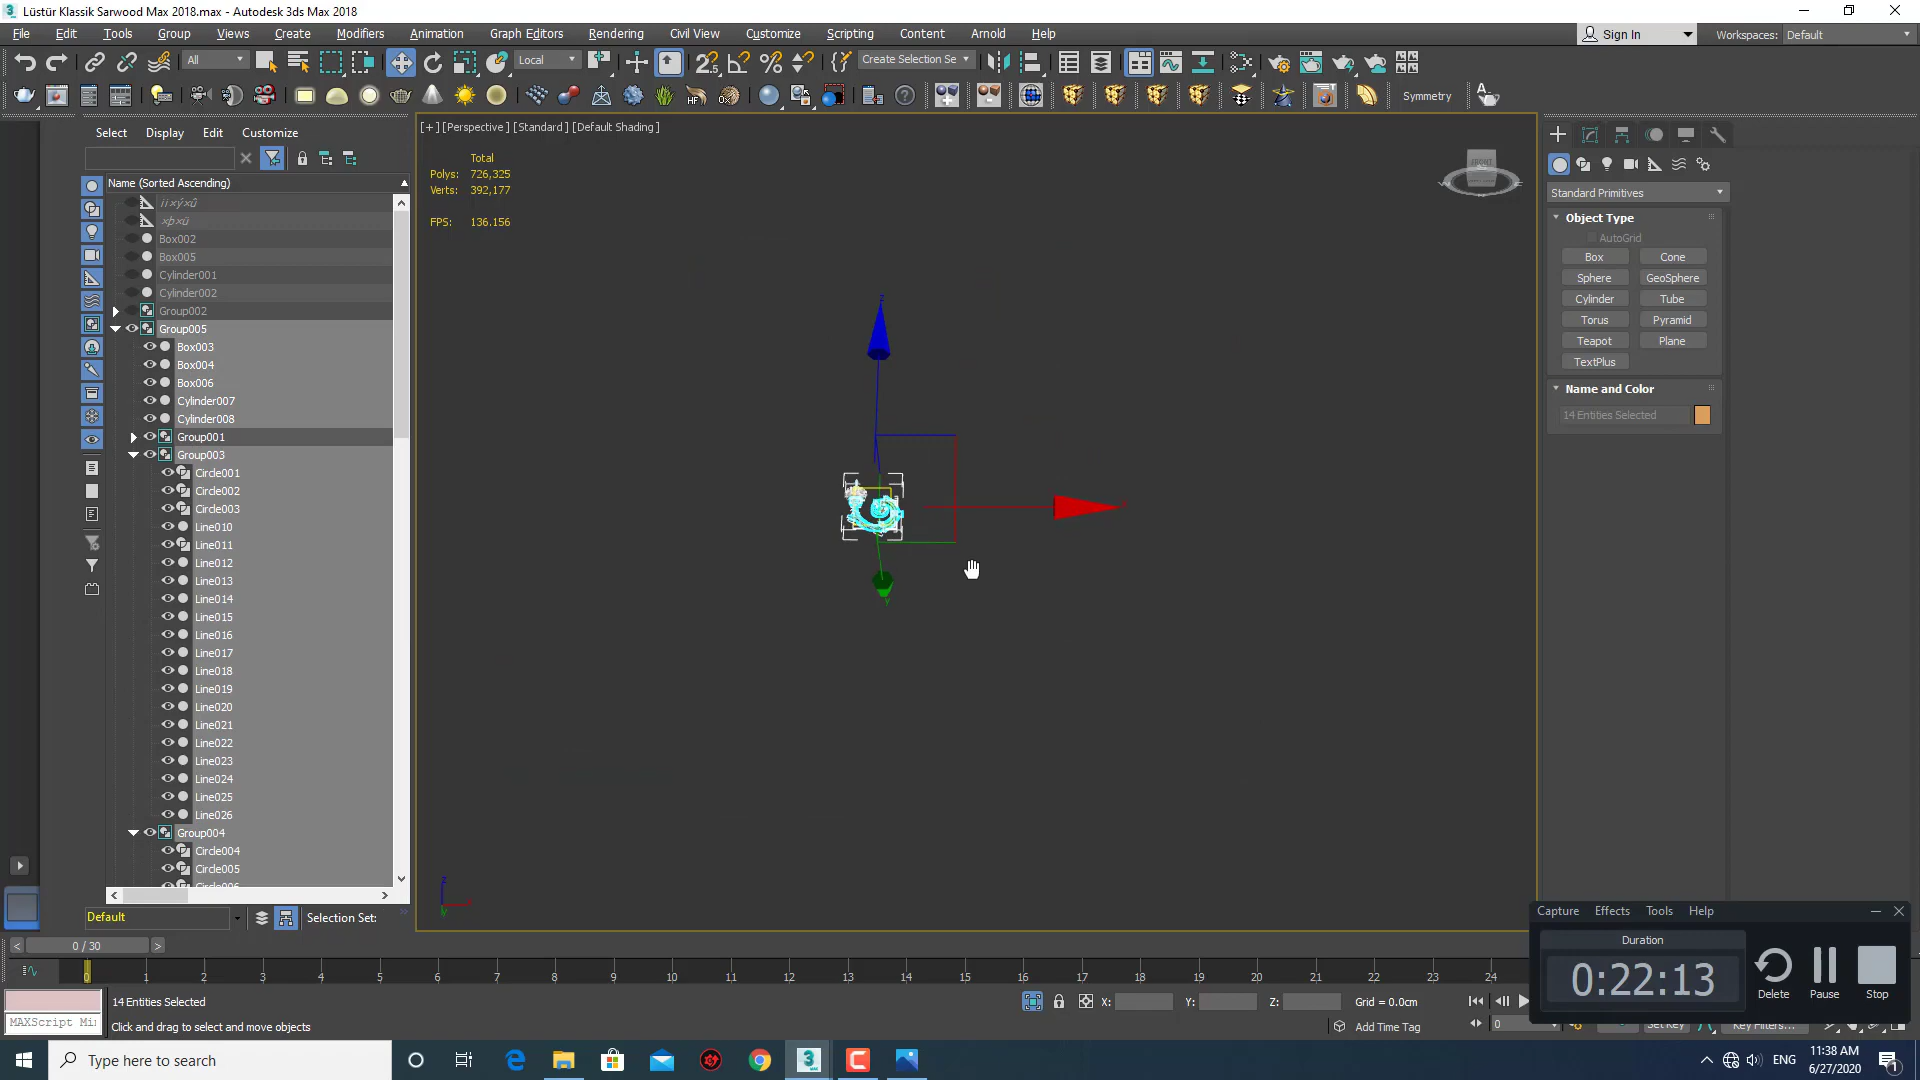 Lüstür Klassik Sarwood Max 2018.max - Autodesk 3ds Max 2018
File Edit Tools Group Views Create Modifiers Animation Graph Editors Rendering Civil View Customize Scripting Content Arnold Help
Sign In
Workspaces: Default
All
Local
Create Selection Se
Symmetry
Select Display Edit Customize
[+] [Perspective ] [Standard ] [Default Shading ]
Name (Sorted Ascending)
Box002
Box005
Cylinder001
Cylinder002
Group002
Group005
Box003
Box004
Box006
Cylinder007
Cylinder008
Group001
Group003
Circle001
Circle002
Circle003
Line010
Line011
Line012
Line013
Line014
Line015
Line016
Line017
Line018
Line019
Line020
Line021
Line022
Line023
Line024
Line025
Line026
Group004
Circle004
Circle005
Circle006
Default
Selection Set:
Total
Polys: 726,325
Verts: 392,177
FPS: 136.156
FRONT
Standard Primitives
Object Type
AutoGrid
Box Cone
Sphere GeoSphere
Cylinder Tube
Torus Pyramid
Teapot Plane
TextPlus
Name and Color
14 Entities Selected
Capture Effects Tools Help
Duration
0:22:13
Delete Pause Stop
0 / 30
0 1 2 3 4 5 6 7 8 9 10 11 12 13 14 15 16 17 18 19 20 21 22 23 24
14 Entities Selected
X: Y: Z: Grid = 0.0cm
MAXScript Mi
Click and drag to select and move objects
Add Time Tag
0
Set Key
Key Filters...
Type here to search
ENG
11:38 AM
6/27/2020
1